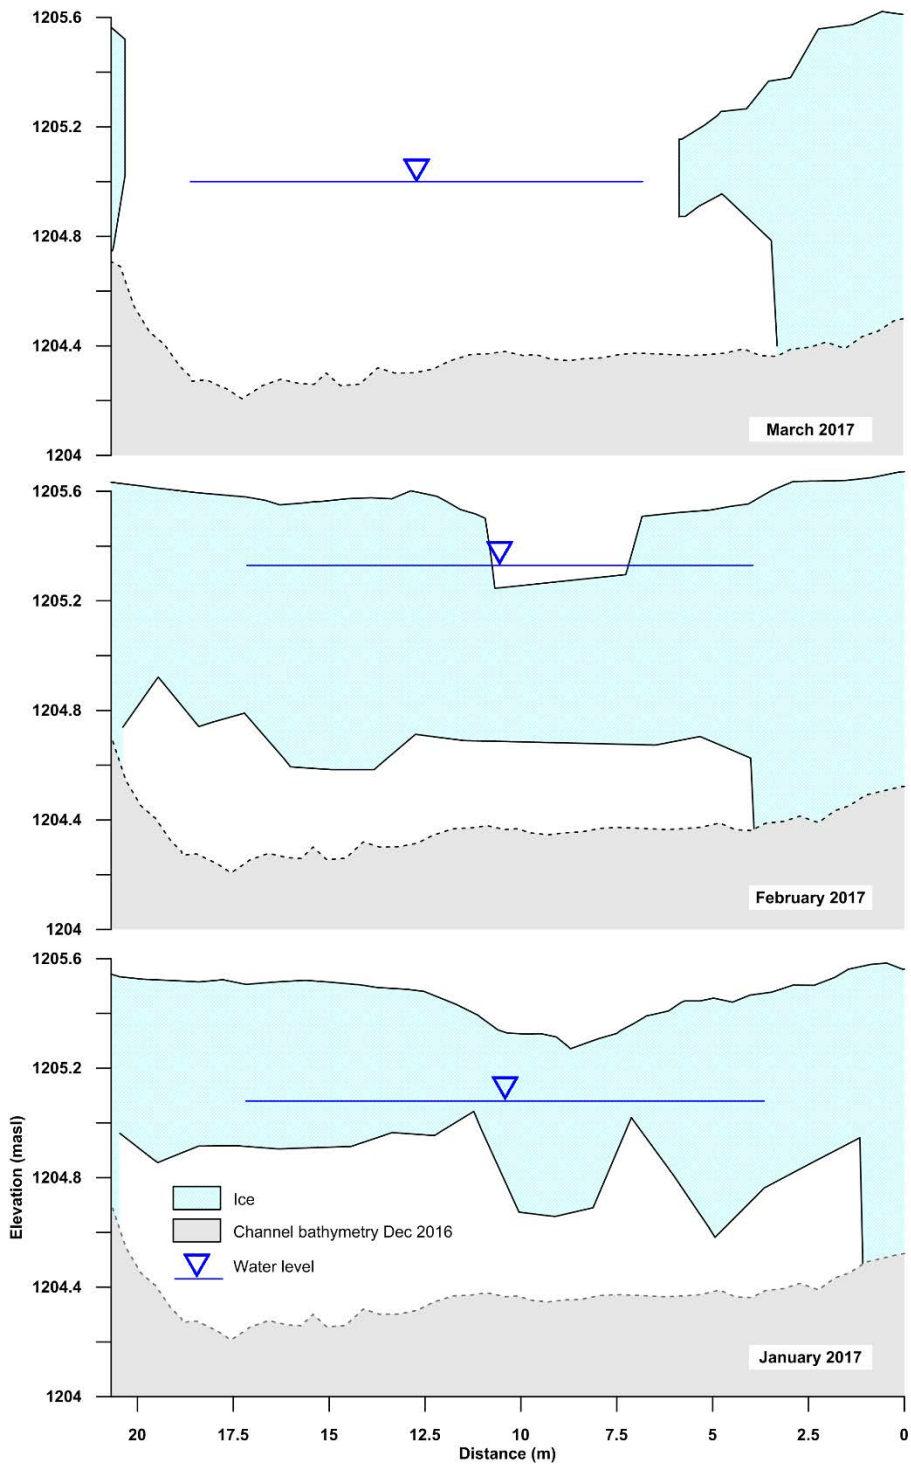 1205.6
1205.2
1204.8
1204.4
1204
March 2017
1205.6
1205.2
1204.8
1204.4
1204
February 2017
1205.6
1205.2
1204.8
1204.4
1204
Elevation (masl)
Ice
Channel bathymetry Dec 2016
Water level
January 2017
20 17.5 15 12.5 10 7.5 5 2.5 0
Distance (m)